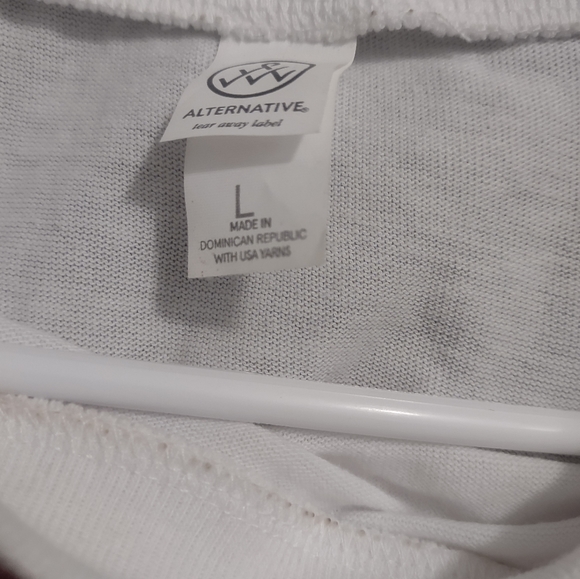 ALTERNATIVE®
tear away label
L
MADE IN
DOMINICAN REPUBLIC
WITH USA YARNS